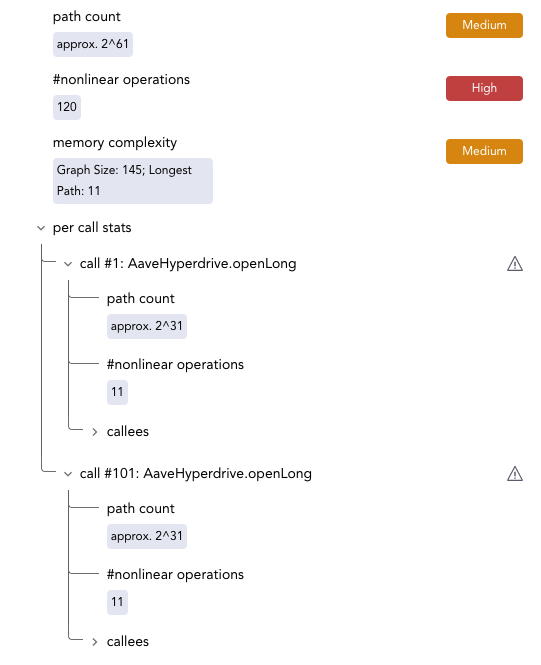 path count
Medium
approx. 2^61
#nonlinear operations
High
120
memory complexity
Medium
Graph Size: 145; Longest
Path: 11
per call stats
call #1: AaveHyperdrive.openLong
path count
approx. 2^31
#nonlinear operations
11
callees
call #101: AaveHyperdrive.openLong
path count
approx. 2^31
#nonlinear operations
11
callees